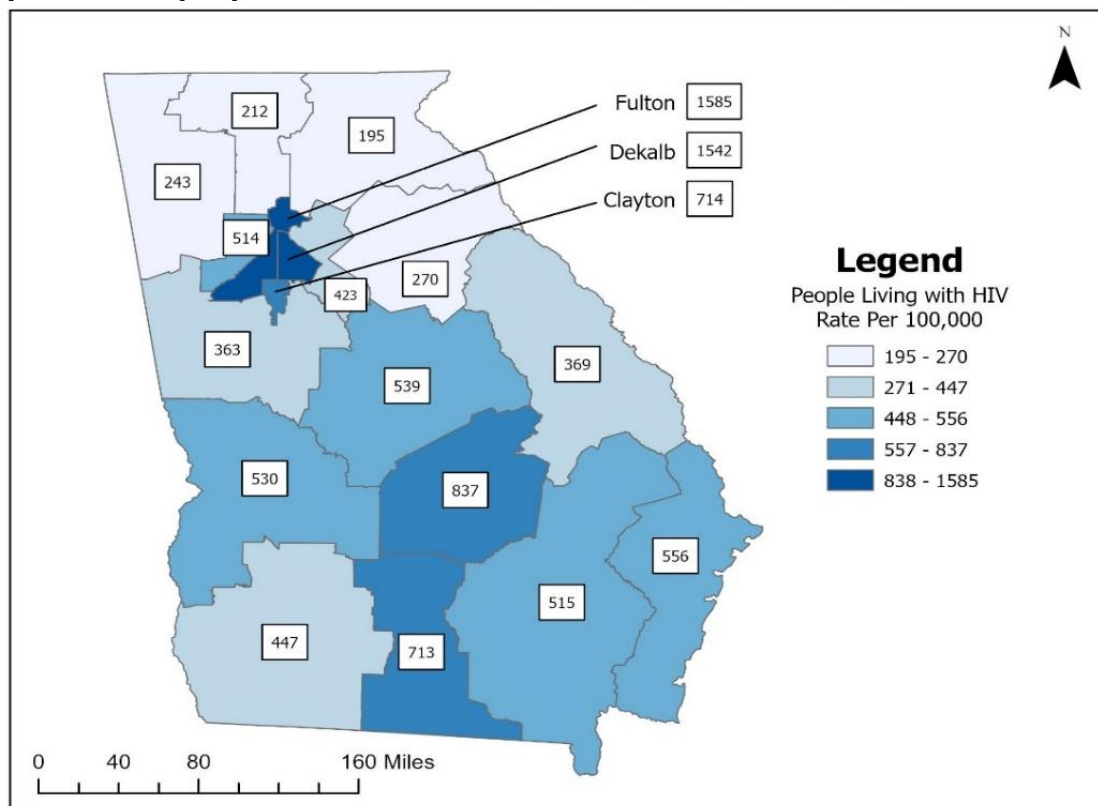 N
Fulton 1585
Dekalb 1542
Clayton 714
212
195
243
514
270
423
363
369
539
530
837
556
515
447
713
Legend
People Living with HIV
Rate Per 100,000
195 - 270
271 - 447
448 - 556
557 - 837
838 - 1585
0 40 80 160 Miles